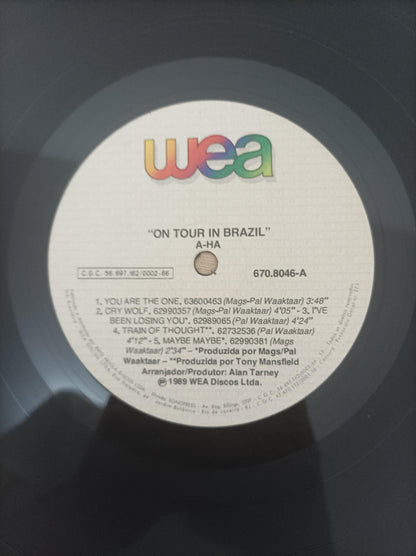 wea
"ON TOUR IN BRAZIL"
A-HA
C.G.C. 56.697.162/0002-66
670.8046-A
1. YOU ARE THE ONE. 63600463 (Mags-Pal Waaktaar) 3:48"
2. CRY WOLF. 62990357 (Mags-Pal Waaktaar) 4'05" - 3. I'VE
BEEN LOSING YOU*. 62989065 (Pal Waaktaar) 4'24"
4. TRAIN OF THOUGHT**. 62732536 (Pal Waaktaar)
4'12" - 5. MAYBE MAYBE*. 62990381 (Mags
Waaktaar) 2'34" - *Produzida por Mags/Pal
Waaktaar - **Produzida por Tony Mansfield
Arranjador/Produtor: Alan Tarney
℗ 1989 WEA Discos Ltda.